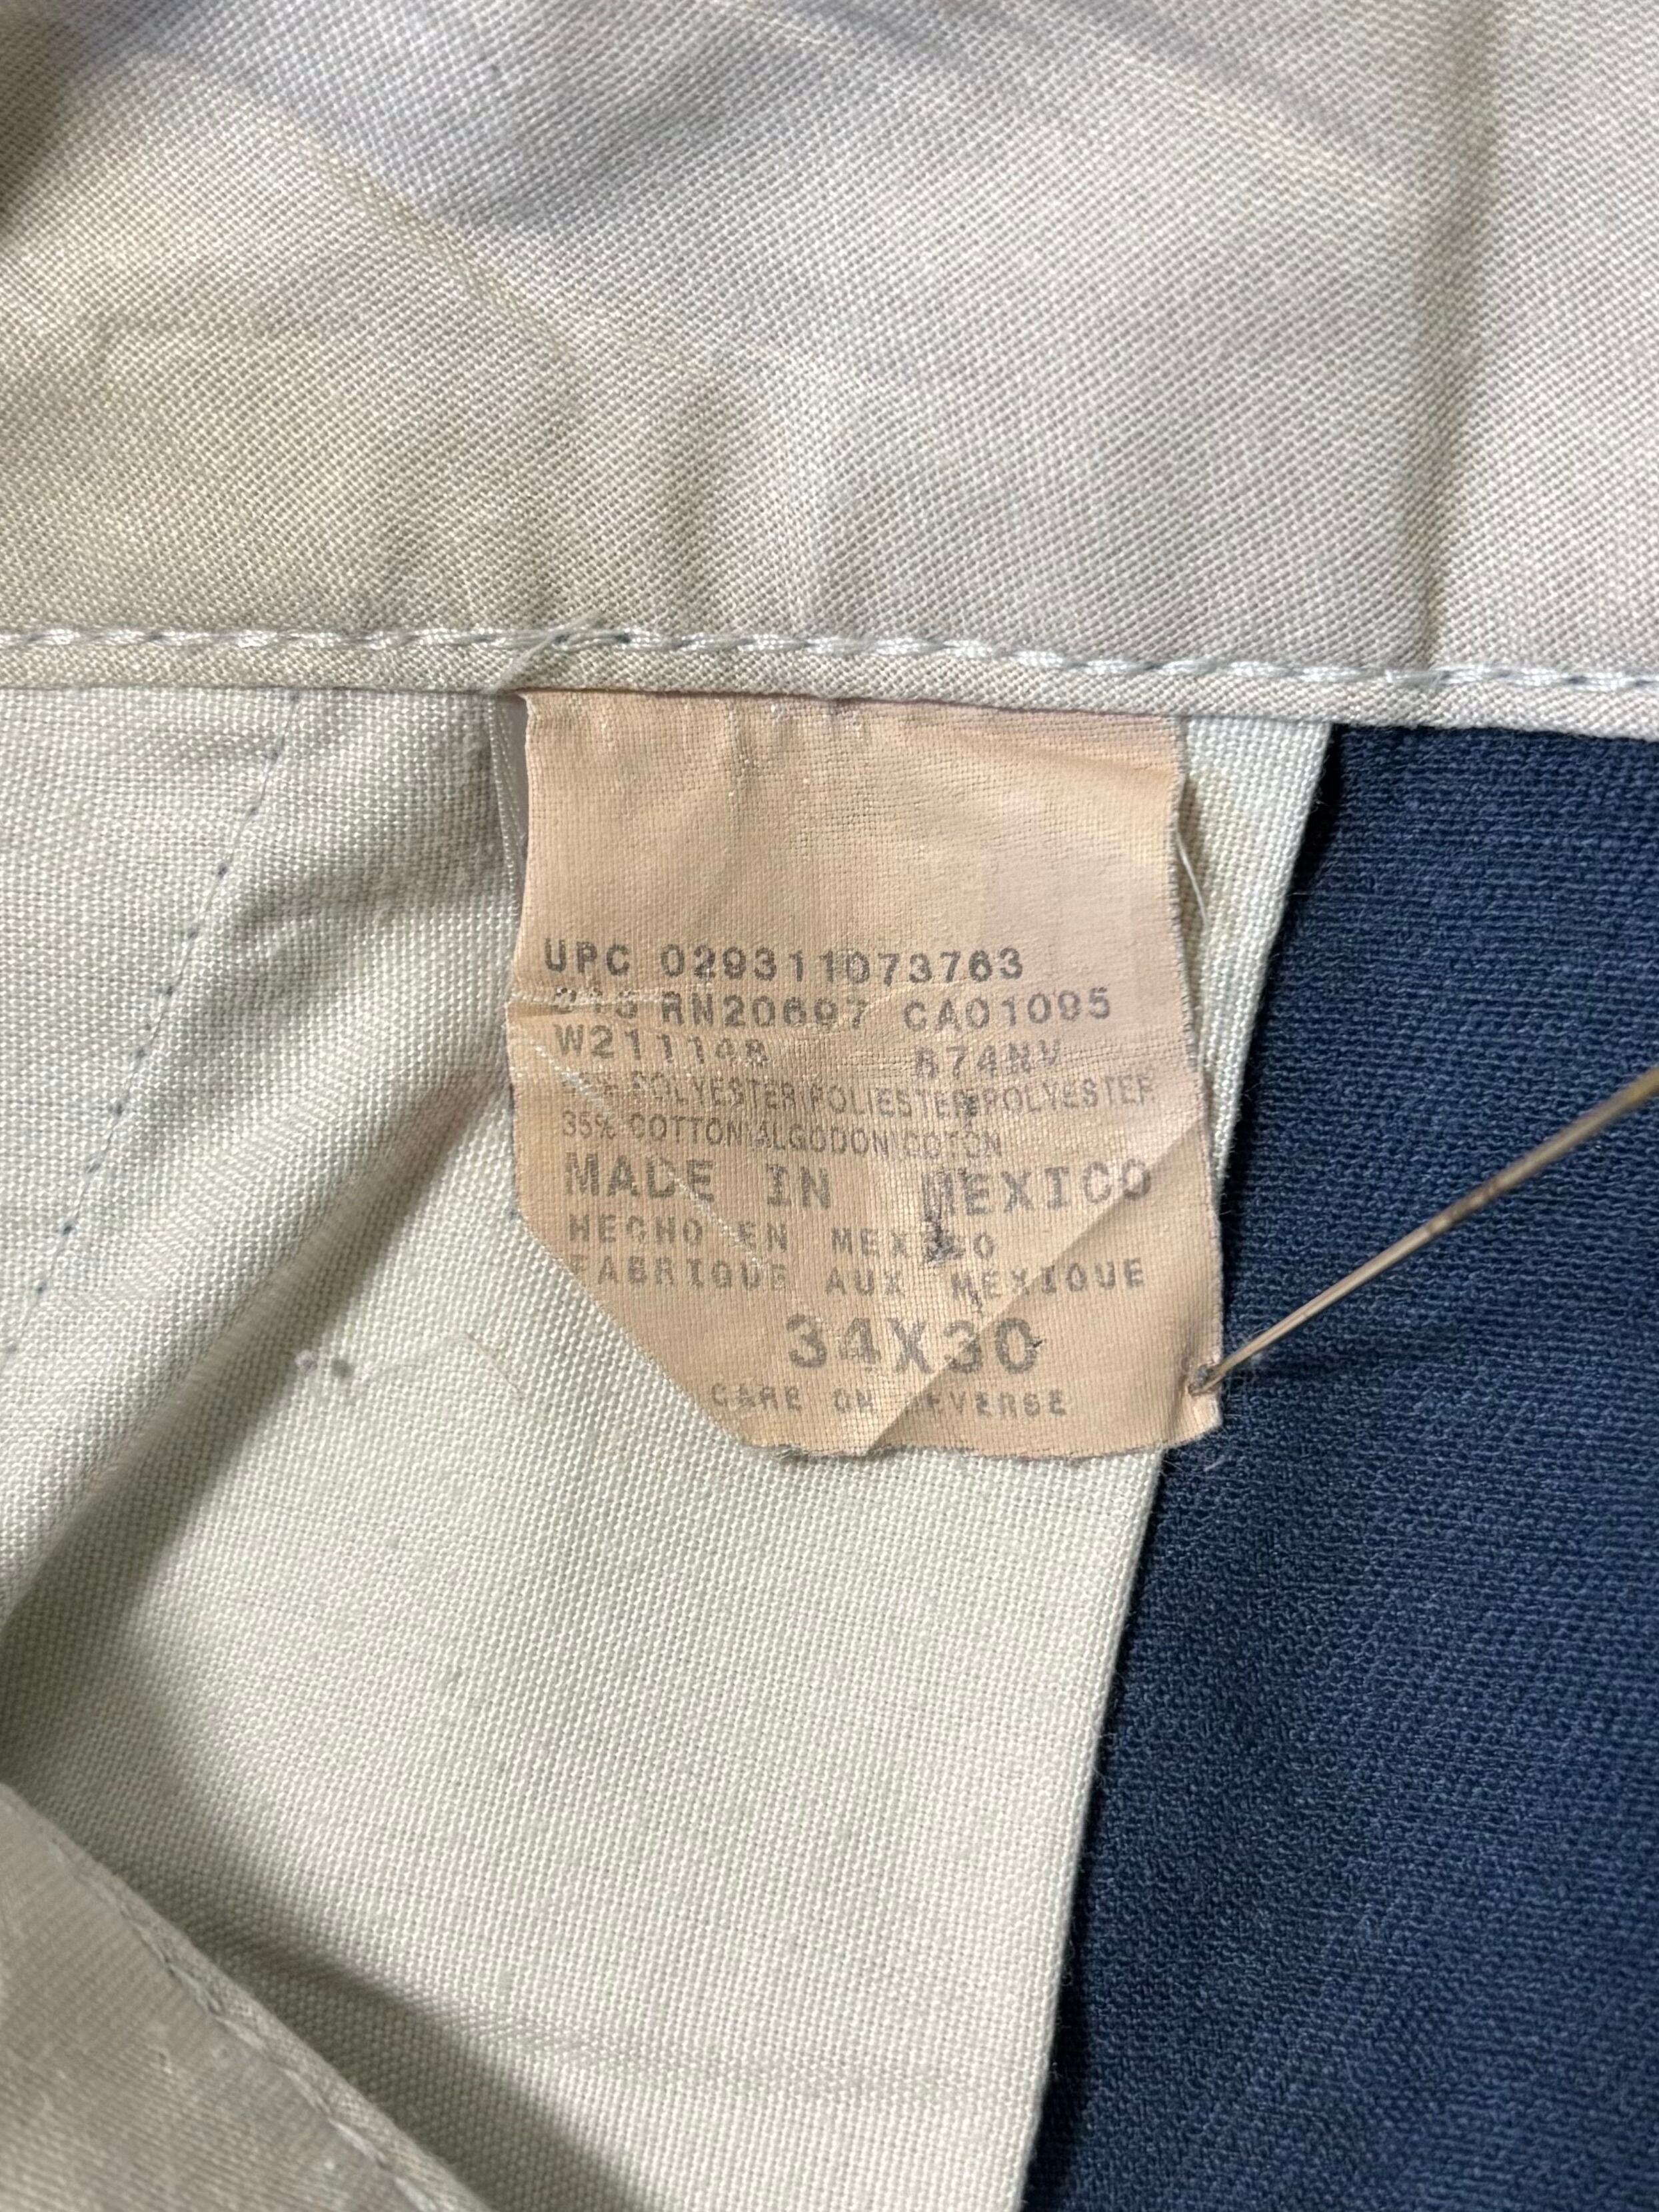 UPC 029311073763
RN20697 CA01095
W211148 874NV
POLYESTER/POLIESTER/POLYESTER
35% COTTON/ALGODON/COTON
MADE IN MEXICO
HECHO EN MEXICO
FABRIQUE AUX MEXIQUE
34X30
CARE ON REVERSE